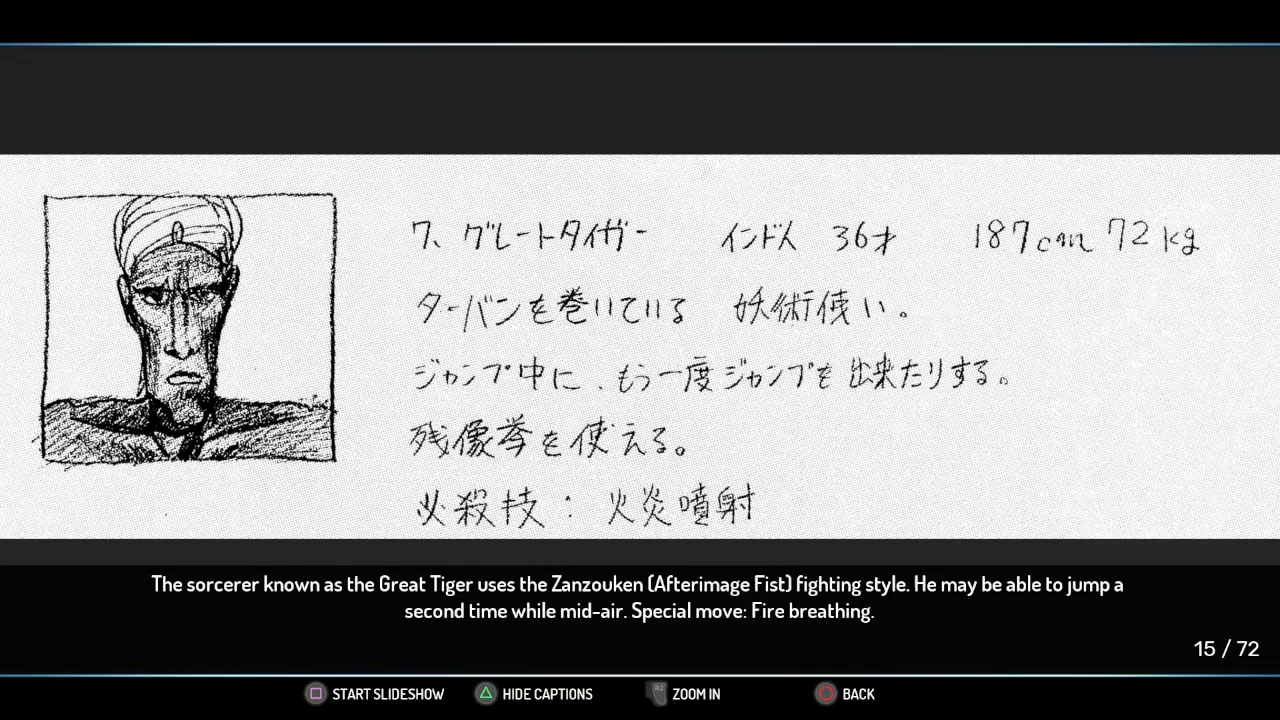 7、グレートタイガー　インド人　36才　187cm 72kg
ターバンを巻いている　妖術使い。
ジャンプ中に、もう一度ジャンプを出来たりする。
残像拳を使える。
必殺技：火炎噴射
The sorcerer known as the Great Tiger uses the Zanzouken (Afterimage Fist) fighting style. He may be able to jump a
second time while mid-air. Special move: Fire breathing.
15 / 72
START SLIDESHOW HIDE CAPTIONS R2 ZOOM IN BACK